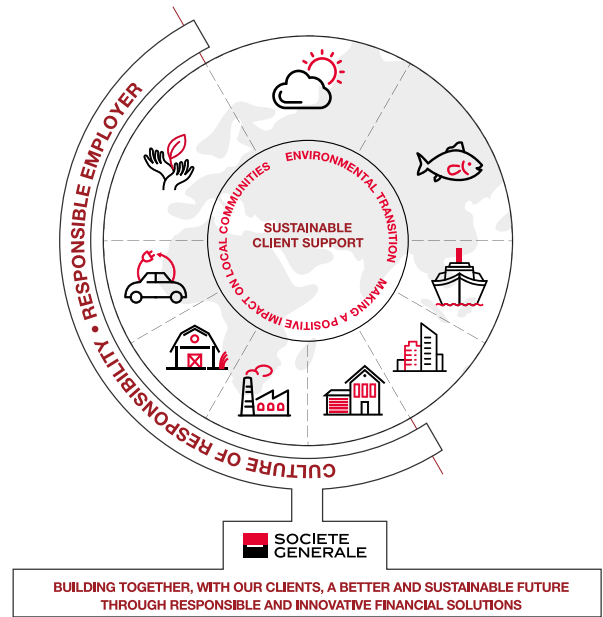 CULTURE OF RESPONSIBILITY • RESPONSIBLE EMPLOYER
ENVIRONMENTAL TRANSITION
MAKING A POSITIVE IMPACT ON LOCAL COMMUNITIES
SUSTAINABLE
CLIENT SUPPORT
SOCIETE
GENERALE
BUILDING TOGETHER, WITH OUR CLIENTS, A BETTER AND SUSTAINABLE FUTURE
THROUGH RESPONSIBLE AND INNOVATIVE FINANCIAL SOLUTIONS